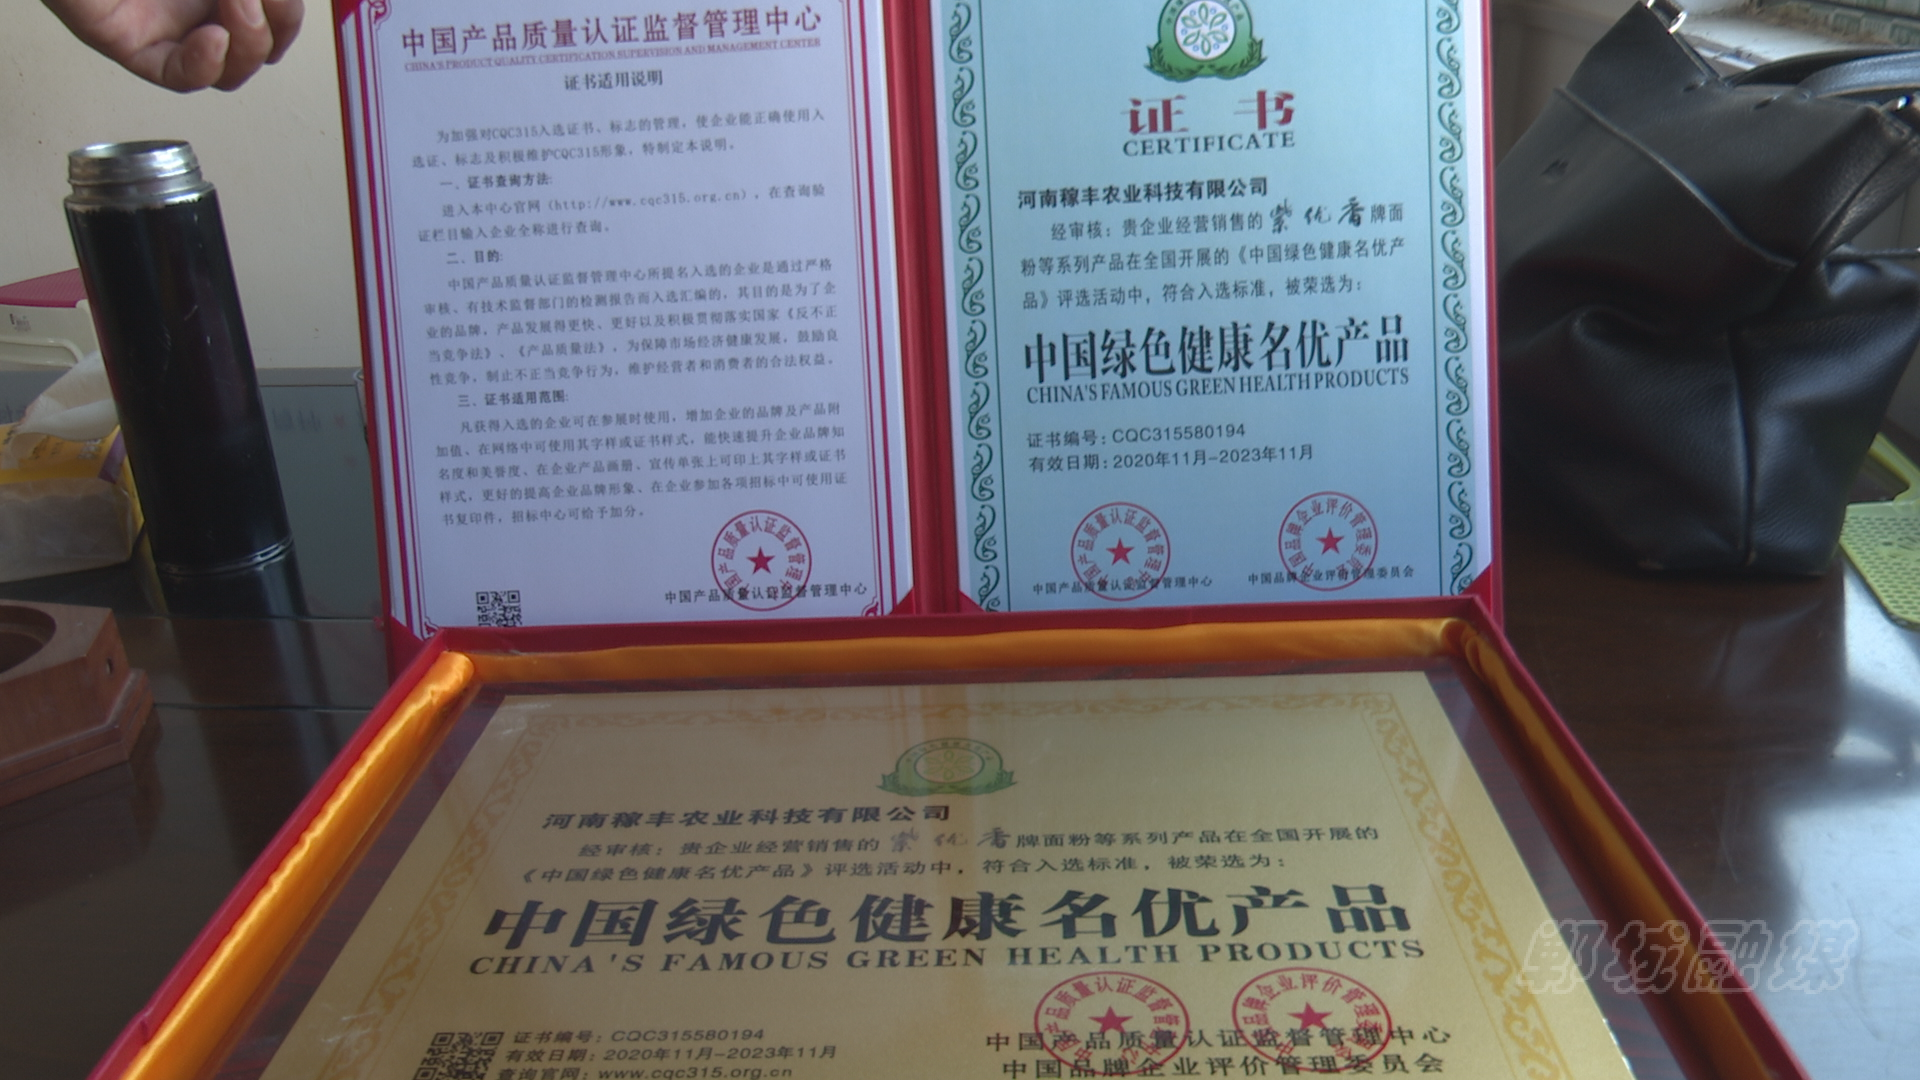 中国产品质量认证监督管理中心
CHINA'S PRODUCT QUALITY CERTIFICATION SUPERVISION AND MANAGEMENT CENTER
证书适用说明
为加强对CQC315入选证书、标志的管理，使企业能正确使用入
选证、标志及积极维护CQC315形象，特制定本说明。
一、证书查询方法:
进入本中心官网（http://www.cqc315.org.cn），在查询验
证栏目输入企业全称进行查询。
二、目的:
中国产品质量认证监督管理中心所提名入选的企业是通过严格
审核、有技术监督部门的检测报告而入选汇编的，其目的是为了企
业的品牌，产品发展得更快、更好以及积极贯彻落实国家《反不正
当竞争法》、《产品质量法》，为保障市场经济健康发展，鼓励良
性竞争，制止不正当竞争行为，维护经营者和消费者的合法权益。
三、证书适用范围:
凡获得入选的企业可在参展时使用，增加企业的品牌及产品附
加值、在网络中可使用其字样或证书样式，能快速提升企业品牌知
名度和美誉度、在企业产品画册、宣传单张上可印上其字样或证书
样式，更好的提高企业品牌形象、在企业参加各项招标中可使用证
书复印件，招标中心可给予加分。
中国产品质量认证监督管理中心
证 书
CERTIFICATE
河南稼丰农业科技有限公司
经审核：贵企业经营销售的紫优香牌面
粉等系列产品在全国开展的《中国绿色健康名优产
品》评选活动中，符合入选标准，被荣选为：
中国绿色健康名优产品
CHINA'S FAMOUS GREEN HEALTH PRODUCTS
证书编号：CQC315580194
有效日期：2020年11月-2023年11月
中国产品质量认证监督管理中心
中国品牌企业评价管理委员会
河南稼丰农业科技有限公司
经审核：贵企业经营销售的紫优香牌面粉等系列产品在全国开展的
《中国绿色健康名优产品》评选活动中，符合入选标准，被荣选为：
中国绿色健康名优产品
CHINA'S FAMOUS GREEN HEALTH PRODUCTS
证书编号：CQC315580194
有效日期：2020年11月-2023年11月
查询官网：www.cqc315.org.cn
中国产品质量认证监督管理中心
中国品牌企业评价管理委员会
郸城融媒